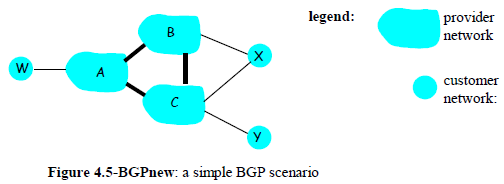 legend:
provider
network
customer
network:
B
X
W
A
C
Y
Figure 4.5-BGPnew: a simple BGP scenario